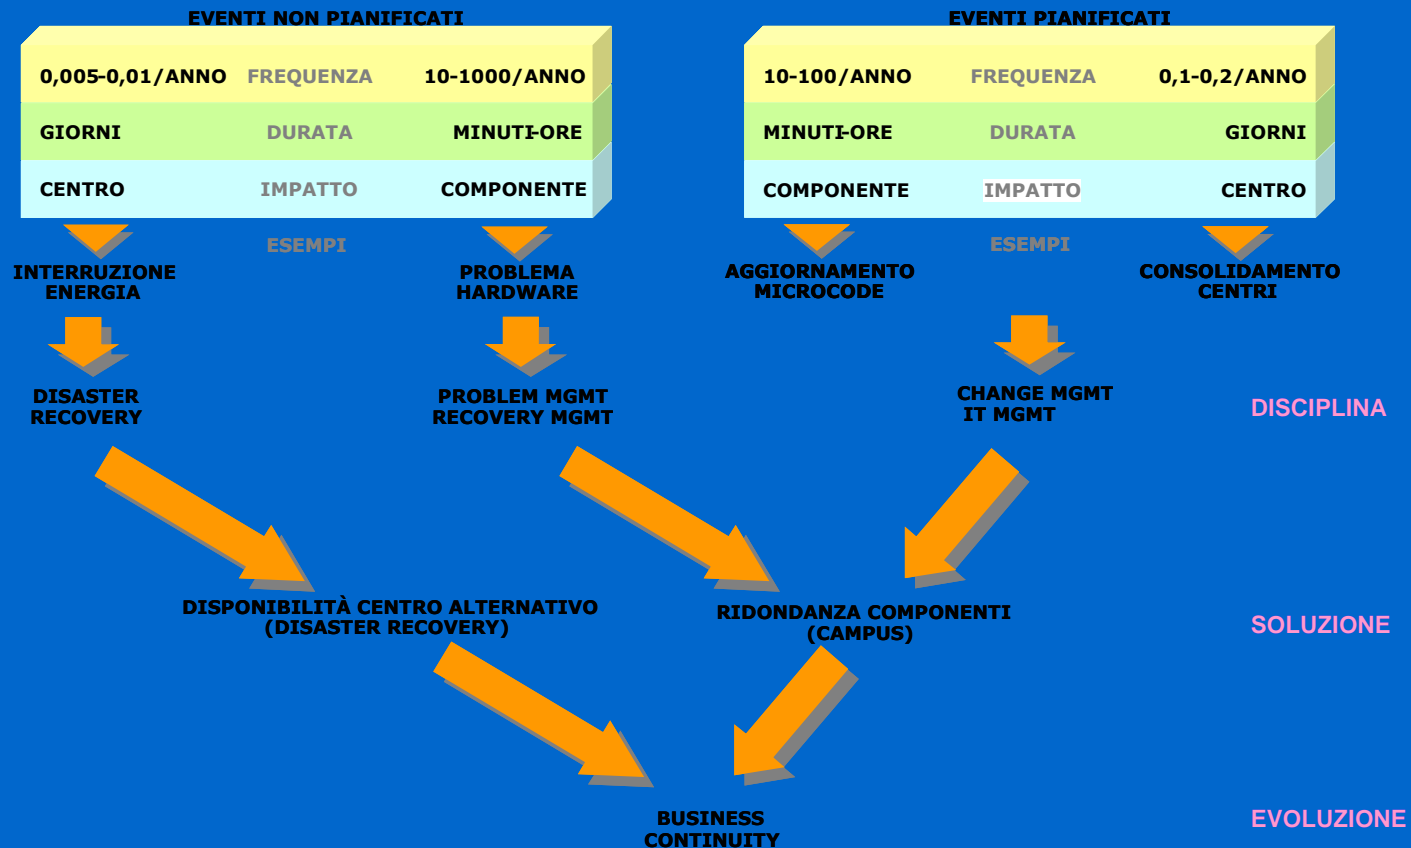 EVENTI NON PIANIFICATI
EVENTI PIANIFICATI
0,005-0,01/ANNO FREQUENZA 10-1000/ANNO
10-100/ANNO FREQUENZA 0,1-0,2/ANNO
GIORNI DURATA MINUTI-ORE
MINUTI-ORE DURATA GIORNI
CENTRO IMPATTO COMPONENTE
COMPONENTE IMPATTO CENTRO
ESEMPI
ESEMPI
INTERRUZIONE
ENERGIA
PROBLEMA
HARDWARE
AGGIORNAMENTO
MICROCODE
CONSOLIDAMENTO
CENTRI
DISASTER
RECOVERY
PROBLEM MGMT
RECOVERY MGMT
CHANGE MGMT
IT MGMT
DISCIPLINA
DISPONIBILITÀ CENTRO ALTERNATIVO
(DISASTER RECOVERY)
RIDONDANZA COMPONENTI
(CAMPUS)
SOLUZIONE
BUSINESS
CONTINUITY
EVOLUZIONE